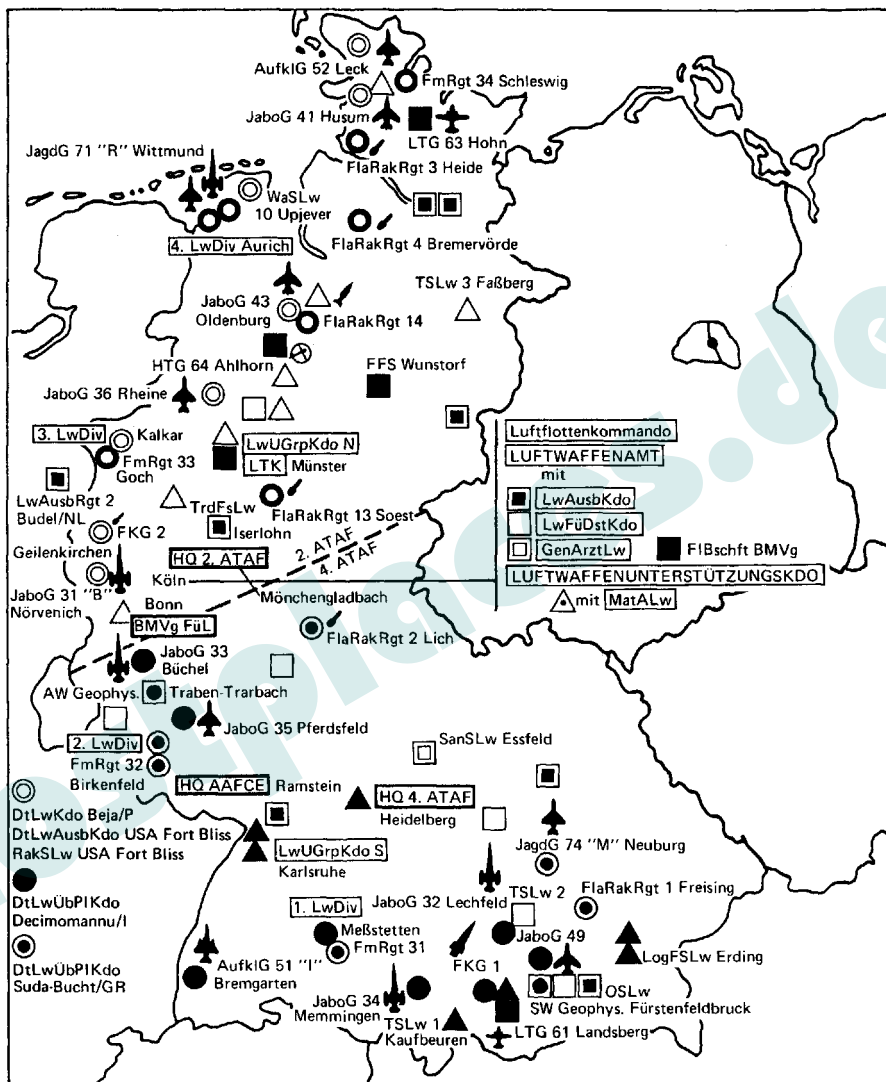 AufklG 52 Leck
FmRgt 34 Schleswig
JaboG 41 Husum
LTG 63 Hohn
JagdG 71 "R" Wittmund
FlaRakRgt 3 Heide
WaSLw
10 Upjever
FlaRakRgt 4 Bremervörde
4. LwDiv Aurich
TSLw 3 Faßberg
JaboG 43
Oldenburg
FlaRakRgt 14
HTG 64 Ahlhorn
FFS Wunstorf
JaboG 36 Rheine
3. LwDiv
Kalkar
FmRgt 33
Goch
LwUGrpKdo N
LTK Münster
Luftflottenkommando
LUFTWAFFENAMT
mit
LwAusbKdo
LwFüDstKdo
GenArztLw
FlBschft BMVg
LUFTWAFFENUNTERSTÜTZUNGSKDO
mit MatALw
LwAusbRgt 2
Budel/NL
TrdFsLw
FlaRakRgt 13 Soest
FKG 2
Iserlohn
Geilenkirchen
HQ 2. ATAF
2. ATAF
4. ATAF
Köln
JaboG 31 "B"
Nörvenich
Mönchengladbach
Bonn
BMVg FüL
FlaRakRgt 2 Lich
JaboG 33
Büchel
AW Geophys.
Traben-Trarbach
JaboG 35 Pferdsfeld
2. LwDiv
FmRgt 32
Birkenfeld
SanSLw Essfeld
HQ AAFCE Ramstein
HQ 4. ATAF
Heidelberg
DtLwKdo Beja/P
DtLwAusbKdo USA Fort Bliss
RakSLw USA Fort Bliss
JagdG 74 "M" Neuburg
LwUGrpKdo S
Karlsruhe
DtLwÜbPlKdo
Decimomannu/I
JaboG 32 Lechfeld
TSLw 2
FlaRakRgt 1 Freising
1. LwDiv
Meßstetten
FmRgt 31
JaboG 49
DtLwÜbPlKdo
Suda-Bucht/GR
AufklG 51 "I"
Bremgarten
FKG 1
LogFSLw Erding
OSLw
JaboG 34
Memmingen
SW Geophys. Fürstenfeldbruck
TSLw 1
Kaufbeuren
LTG 61 Landsberg
ostplaces.de